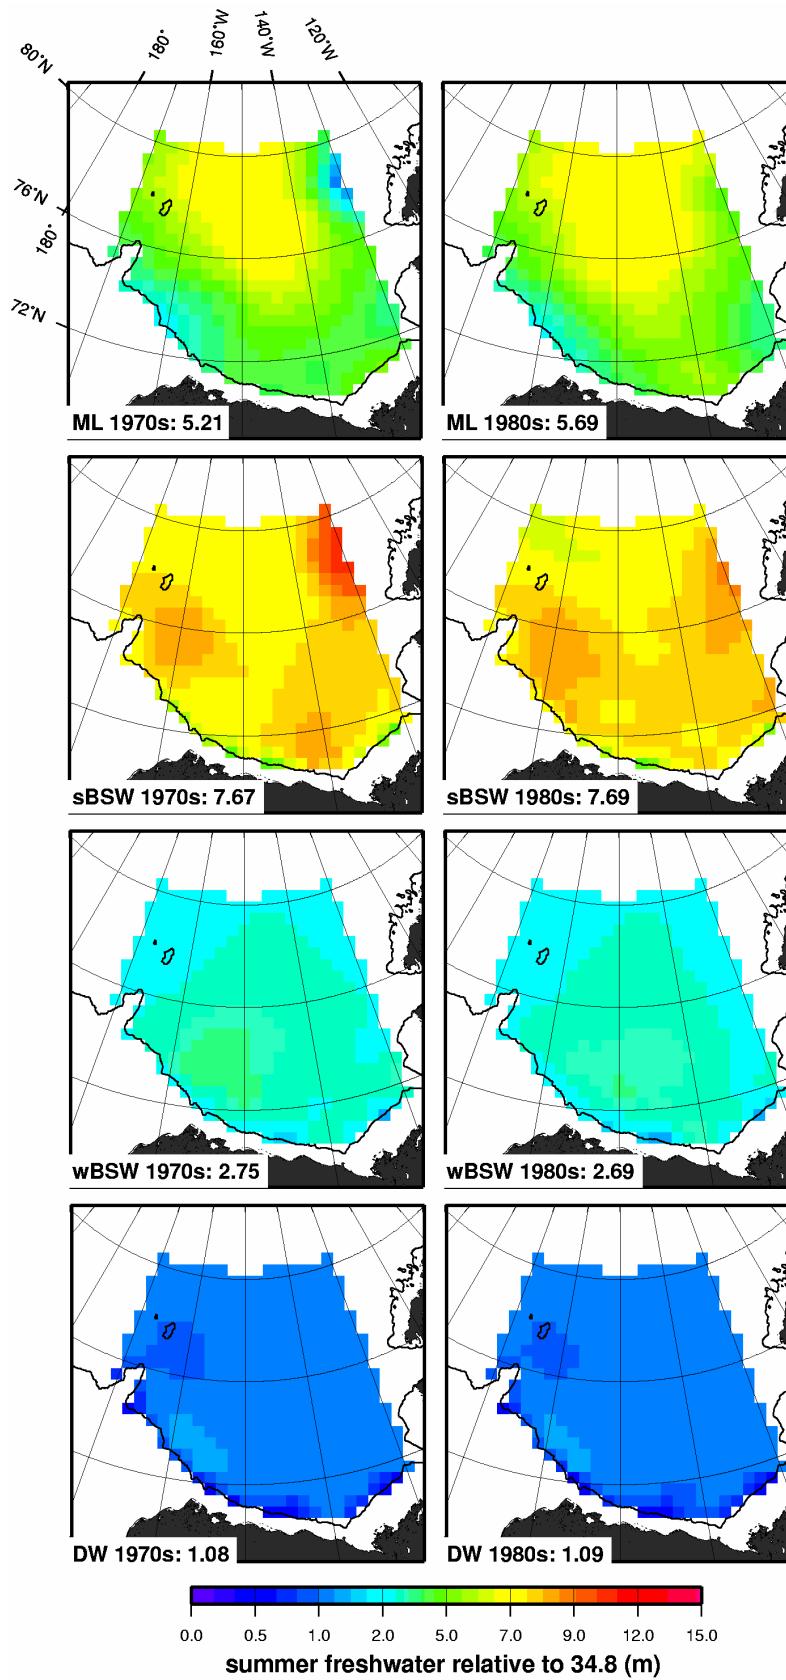 180° 160°W 140°W 120°W
80°N
76°N
180°
72°N
ML 1970s: 5.21 ML 1980s: 5.69
sBSW 1970s: 7.67 sBSW 1980s: 7.69
wBSW 1970s: 2.75 wBSW 1980s: 2.69
DW 1970s: 1.08 DW 1980s: 1.09
0.0 0.5 1.0 2.0 3.0 5.0 7.0 9.0 12.0 15.0
summer freshwater relative to 34.8 (m)